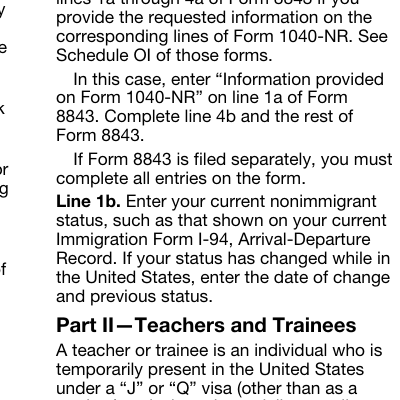 lines 1a through 4a of Form 8843 if you
provide the requested information on the
corresponding lines of Form 1040-NR. See
Schedule OI of those forms.
In this case, enter “Information provided
on Form 1040-NR” on line 1a of Form
8843. Complete line 4b and the rest of
Form 8843.
If Form 8843 is filed separately, you must
complete all entries on the form.
Line 1b. Enter your current nonimmigrant
status, such as that shown on your current
Immigration Form I-94, Arrival-Departure
Record. If your status has changed while in
the United States, enter the date of change
and previous status.
Part II—Teachers and Trainees
A teacher or trainee is an individual who is
temporarily present in the United States
under a “J” or “Q” visa (other than as a